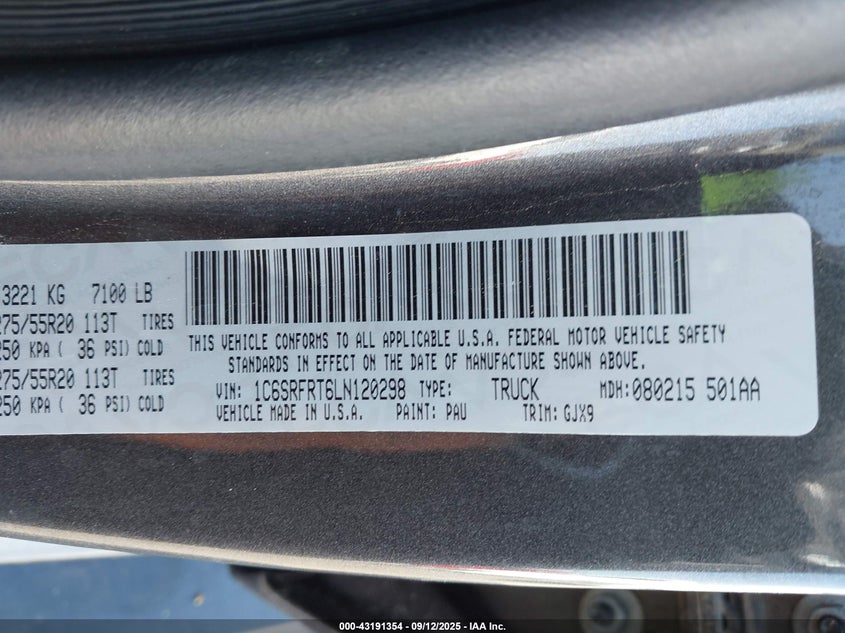 3221 KG 7100 LB
275/55R20 113T TIRES
250 KPA ( 36 PSI) COLD
275/55R20 113T TIRES
250 KPA ( 36 PSI) COLD
THIS VEHICLE CONFORMS TO ALL APPLICABLE U.S.A. FEDERAL MOTOR VEHICLE SAFETY
STANDARDS IN EFFECT ON THE DATE OF MANUFACTURE SHOWN ABOVE.
VIN: 1C6SRFRT6LN120298 TYPE: TRUCK MDH: 080215 501AA
VEHICLE MADE IN U.S.A. PAINT: PAU TRIM: GJX9
000-43191354 - 09/12/2025 - IAA Inc.